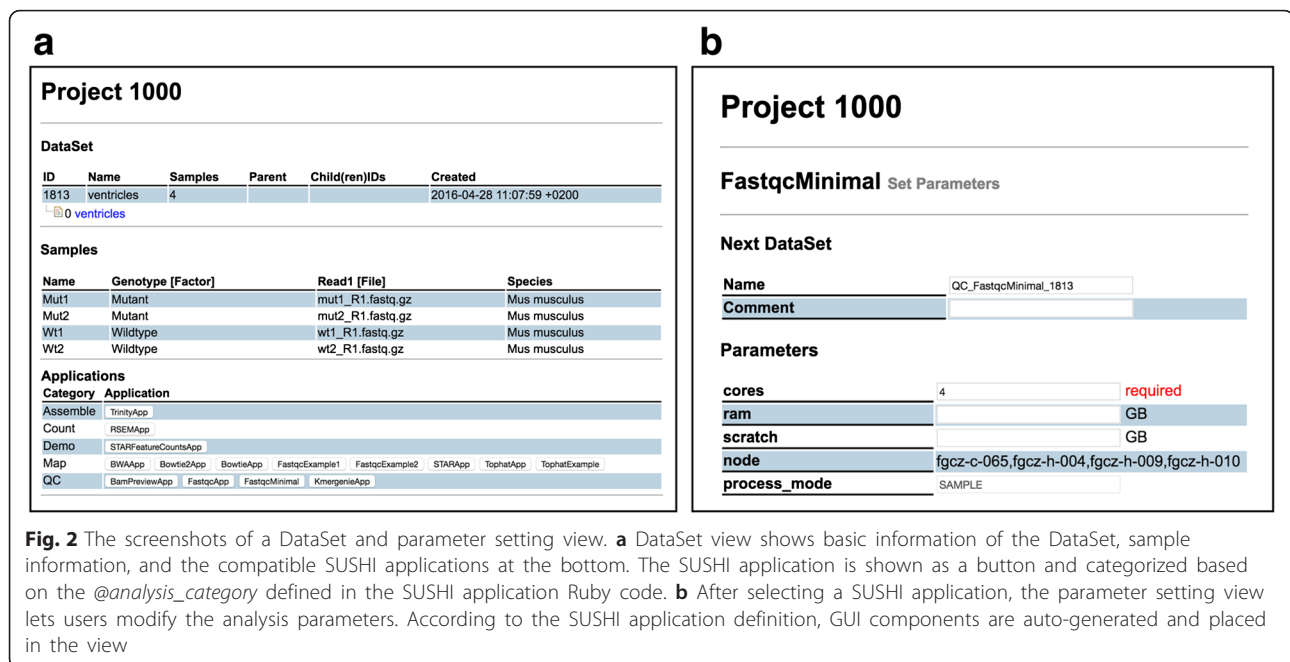 a
Project 1000
DataSet
ID Name Samples Parent Child(ren)IDs Created
1813 ventricles 4 2016-04-28 11:07:59 +0200
0 ventricles
Samples
Name Genotype [Factor] Read1 [File] Species
Mut1 Mutant mut1_R1.fastq.gz Mus musculus
Mut2 Mutant mut2_R1.fastq.gz Mus musculus
Wt1 Wildtype wt1_R1.fastq.gz Mus musculus
Wt2 Wildtype wt2_R1.fastq.gz Mus musculus
Applications
Category Application
Assemble TrinityApp
Count RSEMApp
Demo STARFeatureCountsApp
Map BWAApp Bowtie2App BowtieApp FastqcExample1 FastqcExample2 STARApp TophatApp TophatExample
QC BamPreviewApp FastqcApp FastqcMinimal KmergenieApp
b
Project 1000
FastqcMinimal Set Parameters
Next DataSet
Name QC_FastqcMinimal_1813
Comment
Parameters
cores 4 required
ram GB
scratch GB
node fgcz-c-065,fgcz-h-004,fgcz-h-009,fgcz-h-010
process_mode SAMPLE
Fig. 2 The screenshots of a DataSet and parameter setting view. a DataSet view shows basic information of the DataSet, sample
information, and the compatible SUSHI applications at the bottom. The SUSHI application is shown as a button and categorized based
on the @analysis_category defined in the SUSHI application Ruby code. b After selecting a SUSHI application, the parameter setting view
lets users modify the analysis parameters. According to the SUSHI application definition, GUI components are auto-generated and placed
in the view